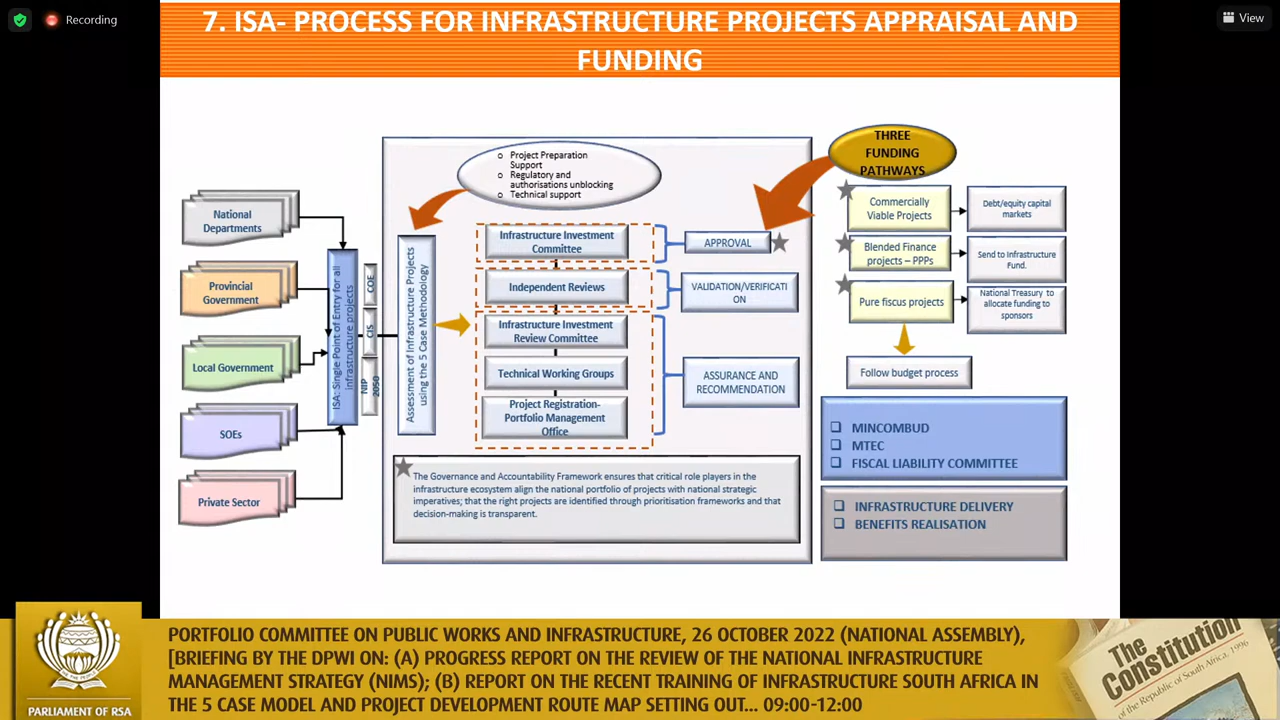 Recording
View
7. ISA- PROCESS FOR INFRASTRUCTURE PROJECTS APPRAISAL AND
FUNDING
National
Departments
Provincial
Government
Local Government
SOEs
Private Sector
ISA: Single Point of Entry for all
infrastructure projects
COE
CIS
NIP
2050
Project Preparation
Support
Regulatory and
authorisations unblocking
Technical support
Assessment of Infrastructure Projects
using the 5 Case Methodology
Infrastructure Investment
Committee
Independent Reviews
Infrastructure Investment
Review Committee
Technical Working Groups
Project Registration-
Portfolio Management
Office
APPROVAL
VALIDATION/VERIFICATI
ON
ASSURANCE AND
RECOMMENDATION
The Governance and Accountability Framework ensures that critical role players in the
infrastructure ecosystem align the national portfolio of projects with national strategic
imperatives; that the right projects are identified through prioritisation frameworks and that
decision-making is transparent.
THREE
FUNDING
PATHWAYS
Commercially
Viable Projects
Debt/equity capital
markets
Blended Finance
projects – PPPs
Send to Infrastructure
Fund.
Pure fiscus projects
National Treasury to
allocate funding to
sponsors
Follow budget process
MINCOMBUD
MTEC
FISCAL LIABILITY COMMITTEE
INFRASTRUCTURE DELIVERY
BENEFITS REALISATION
PORTFOLIO COMMITTEE ON PUBLIC WORKS AND INFRASTRUCTURE, 26 OCTOBER 2022 (NATIONAL ASSEMBLY),
[BRIEFING BY THE DPWI ON: (A) PROGRESS REPORT ON THE REVIEW OF THE NATIONAL INFRASTRUCTURE
MANAGEMENT STRATEGY (NIMS); (B) REPORT ON THE RECENT TRAINING OF INFRASTRUCTURE SOUTH AFRICA IN
THE 5 CASE MODEL AND PROJECT DEVELOPMENT ROUTE MAP SETTING OUT... 09:00-12:00
PARLIAMENT OF RSA
The
Constitution
of the Republic of South Africa, 1996